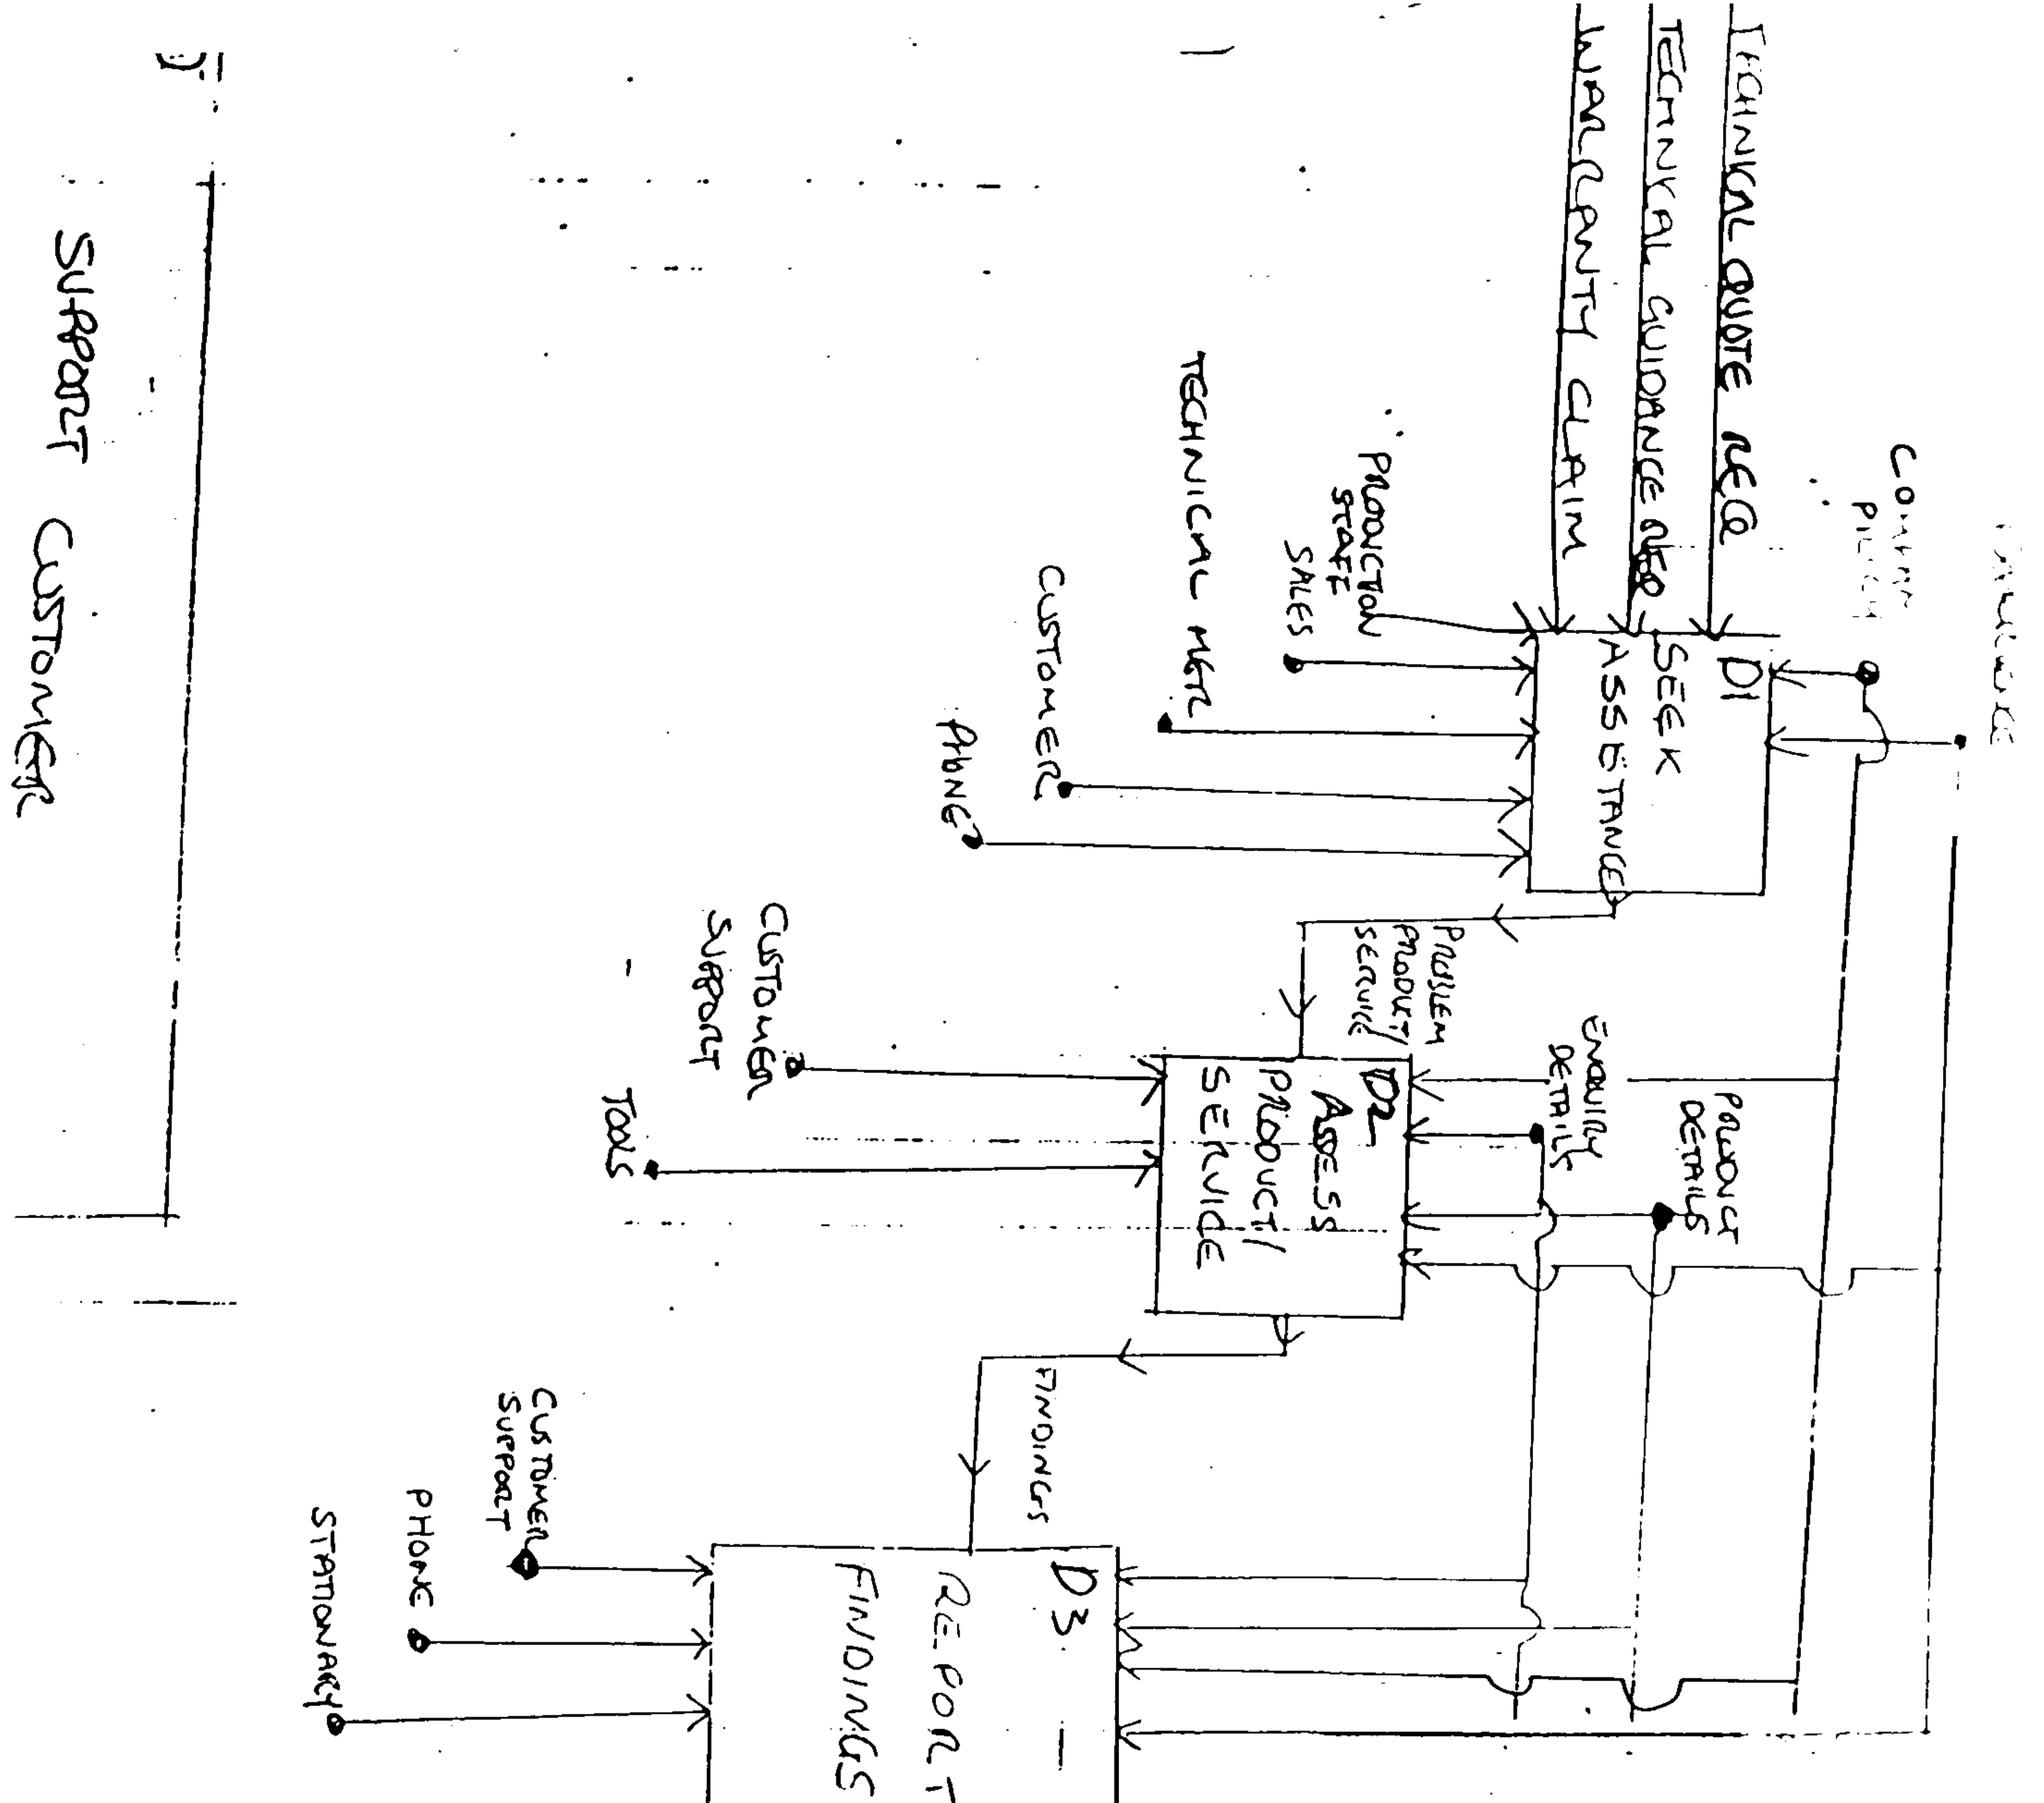 COMPANY
TECHNICAL QUOTE REQ
TECHNICAL GUIDANCE REQ
WARRANTY CLAIM
PRODUCTION
STAFF
SALES
TECHNICAL MGR
CUSTOMER
PHONE
D1
SEEK
ASSISTANCE
PROBLEM
PRODUCT/
SERVICE
ENQUIRY
DETAILS
PRODUCT
DETAILS
D2
ASSESS
PRODUCT/
SERVICE
CUSTOMER
SUPPORT
TOOLS
FINDINGS
D3
REPORT
FINDINGS
CUSTOMER
SUPPORT
PHONE
STATIONARY
SUPPORT CUSTOMER